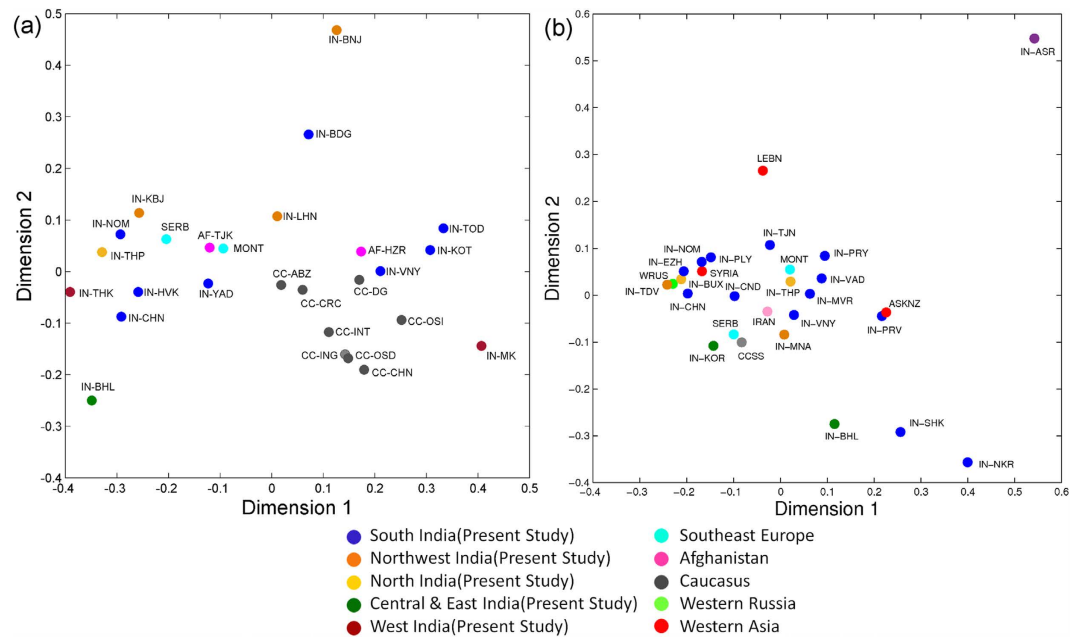 (a)
0.5
0.4
0.3
0.2
0.1
0
-0.1
-0.2
-0.3
0.4
Dimension 2
-0.4
-0.3
-0.2
-0.1
0
0.1
0.2
0.3
0.4
0.5
Dimension 1
IN-BNJ
IN-BDG
IN-KBJ
IN-LHN
IN-NOM
SERB
AF-TJK
MONT
AF-HZR
IN-TOD
IN-KOT
IN-THP
IN-VNY
IN-THK
IN-HVK
IN-YAD
CC-ABZ
CC-CRC
CC-DG
IN-CHN
CC-INT
CC-OSI
CC-ING
CC-OSD
CC-CHN
IN-MK
IN-BHL
(b)
0.6
0.5
0.4
0.3
0.2
0.1
0
−0.1
−0.2
−0.3
−0.4
Dimension 2
−0.4
−0.3
−0.2
−0.1
0
0.1
0.2
0.3
0.4
0.5
0.6
Dimension 1
IN−ASR
LEBN
IN−TJN
IN−NOM
IN−PLY
IN−PRY
IN−EZH
SYRIA
MONT
IN−VAD
WRUS
IN−BUX
IN−CND
IN−THP
IN−TDV
IN−MVR
IN−CHN
ASKNZ
SERB
IRAN
IN−VNY
IN−PRV
CCSS
IN−MNA
IN−KOR
IN−BHL
IN−SHK
IN−NKR
South India(Present Study)
Northwest India(Present Study)
North India(Present Study)
Central & East India(Present Study)
West India(Present Study)
Southeast Europe
Afghanistan
Caucasus
Western Russia
Western Asia